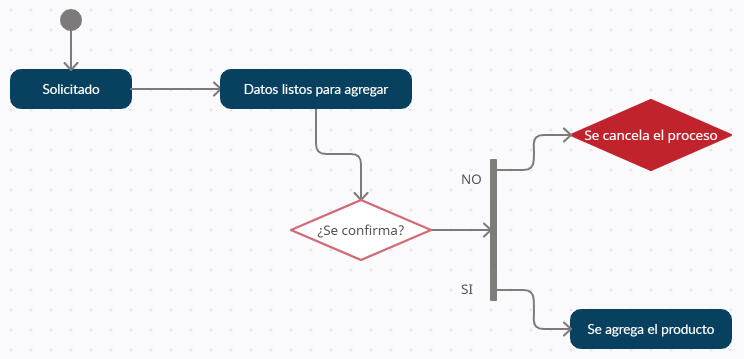 Solicitado
Datos listos para agregar
Se cancela el proceso
NO
¿Se confirma?
SI
Se agrega el producto